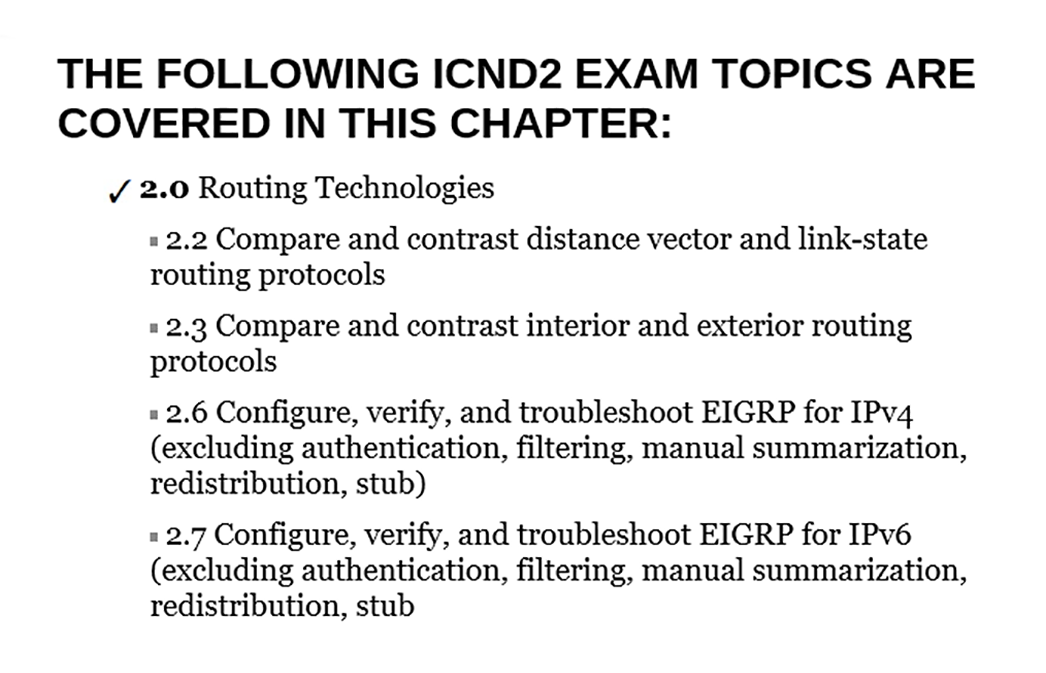 THE FOLLOWING ICND2 EXAM TOPICS ARE
COVERED IN THIS CHAPTER:
✓ 2.0 Routing Technologies
▪ 2.2 Compare and contrast distance vector and link-state
routing protocols
▪ 2.3 Compare and contrast interior and exterior routing
protocols
▪ 2.6 Configure, verify, and troubleshoot EIGRP for IPv4
(excluding authentication, filtering, manual summarization,
redistribution, stub)
▪ 2.7 Configure, verify, and troubleshoot EIGRP for IPv6
(excluding authentication, filtering, manual summarization,
redistribution, stub